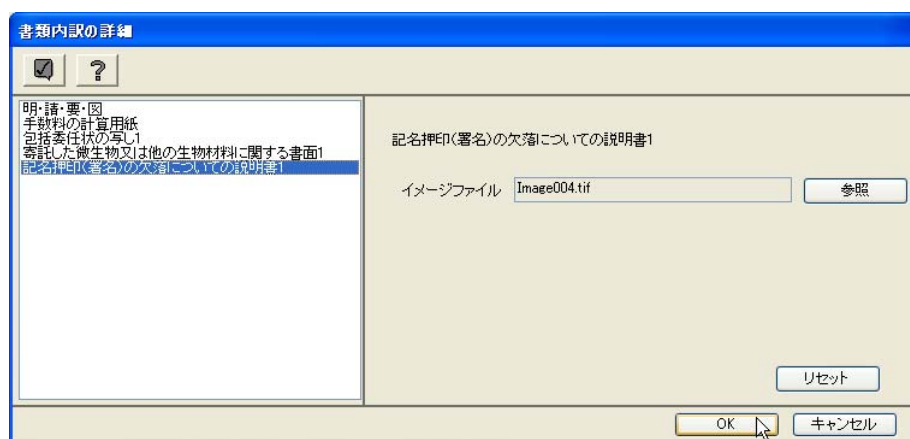 書類内訳の詳細
?
明・請・要・図
手数料の計算用紙
包括委任状の写し1
寄託した微生物又は他の生物材料に関する書面1
記名押印(署名)の欠落についての説明書1
記名押印(署名)の欠落についての説明書1
イメージファイル Image004.tif 参照
リセット
OK キャンセル